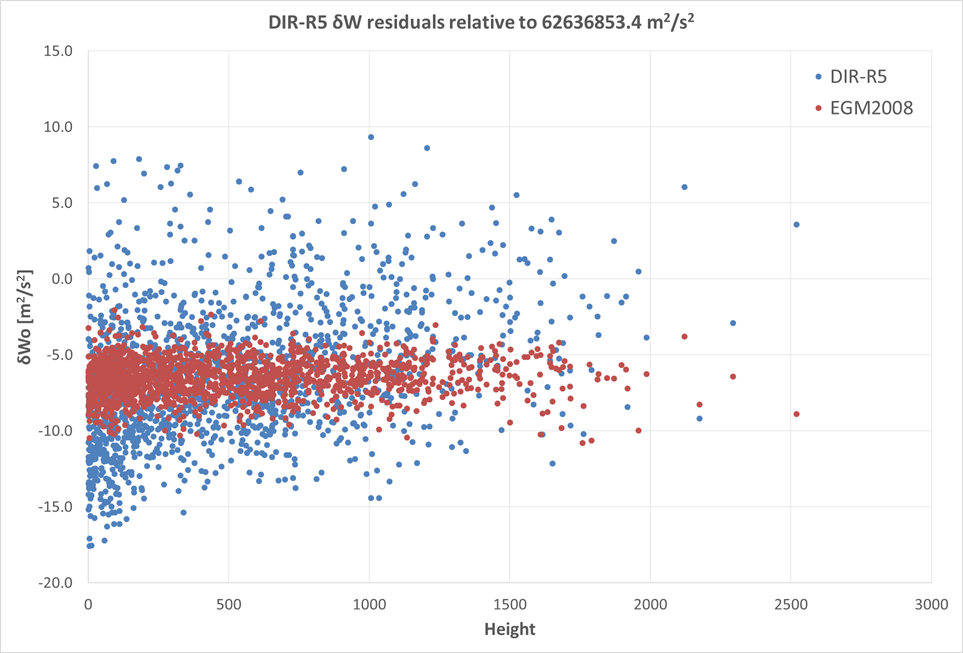 DIR-R5 δW residuals relative to 62636853.4 m²/s²
15.0
10.0
5.0
0.0
-5.0
-10.0
-15.0
-20.0
δWo [m²/s²]
DIR-R5
EGM2008
0 500 1000 1500 2000 2500 3000
Height